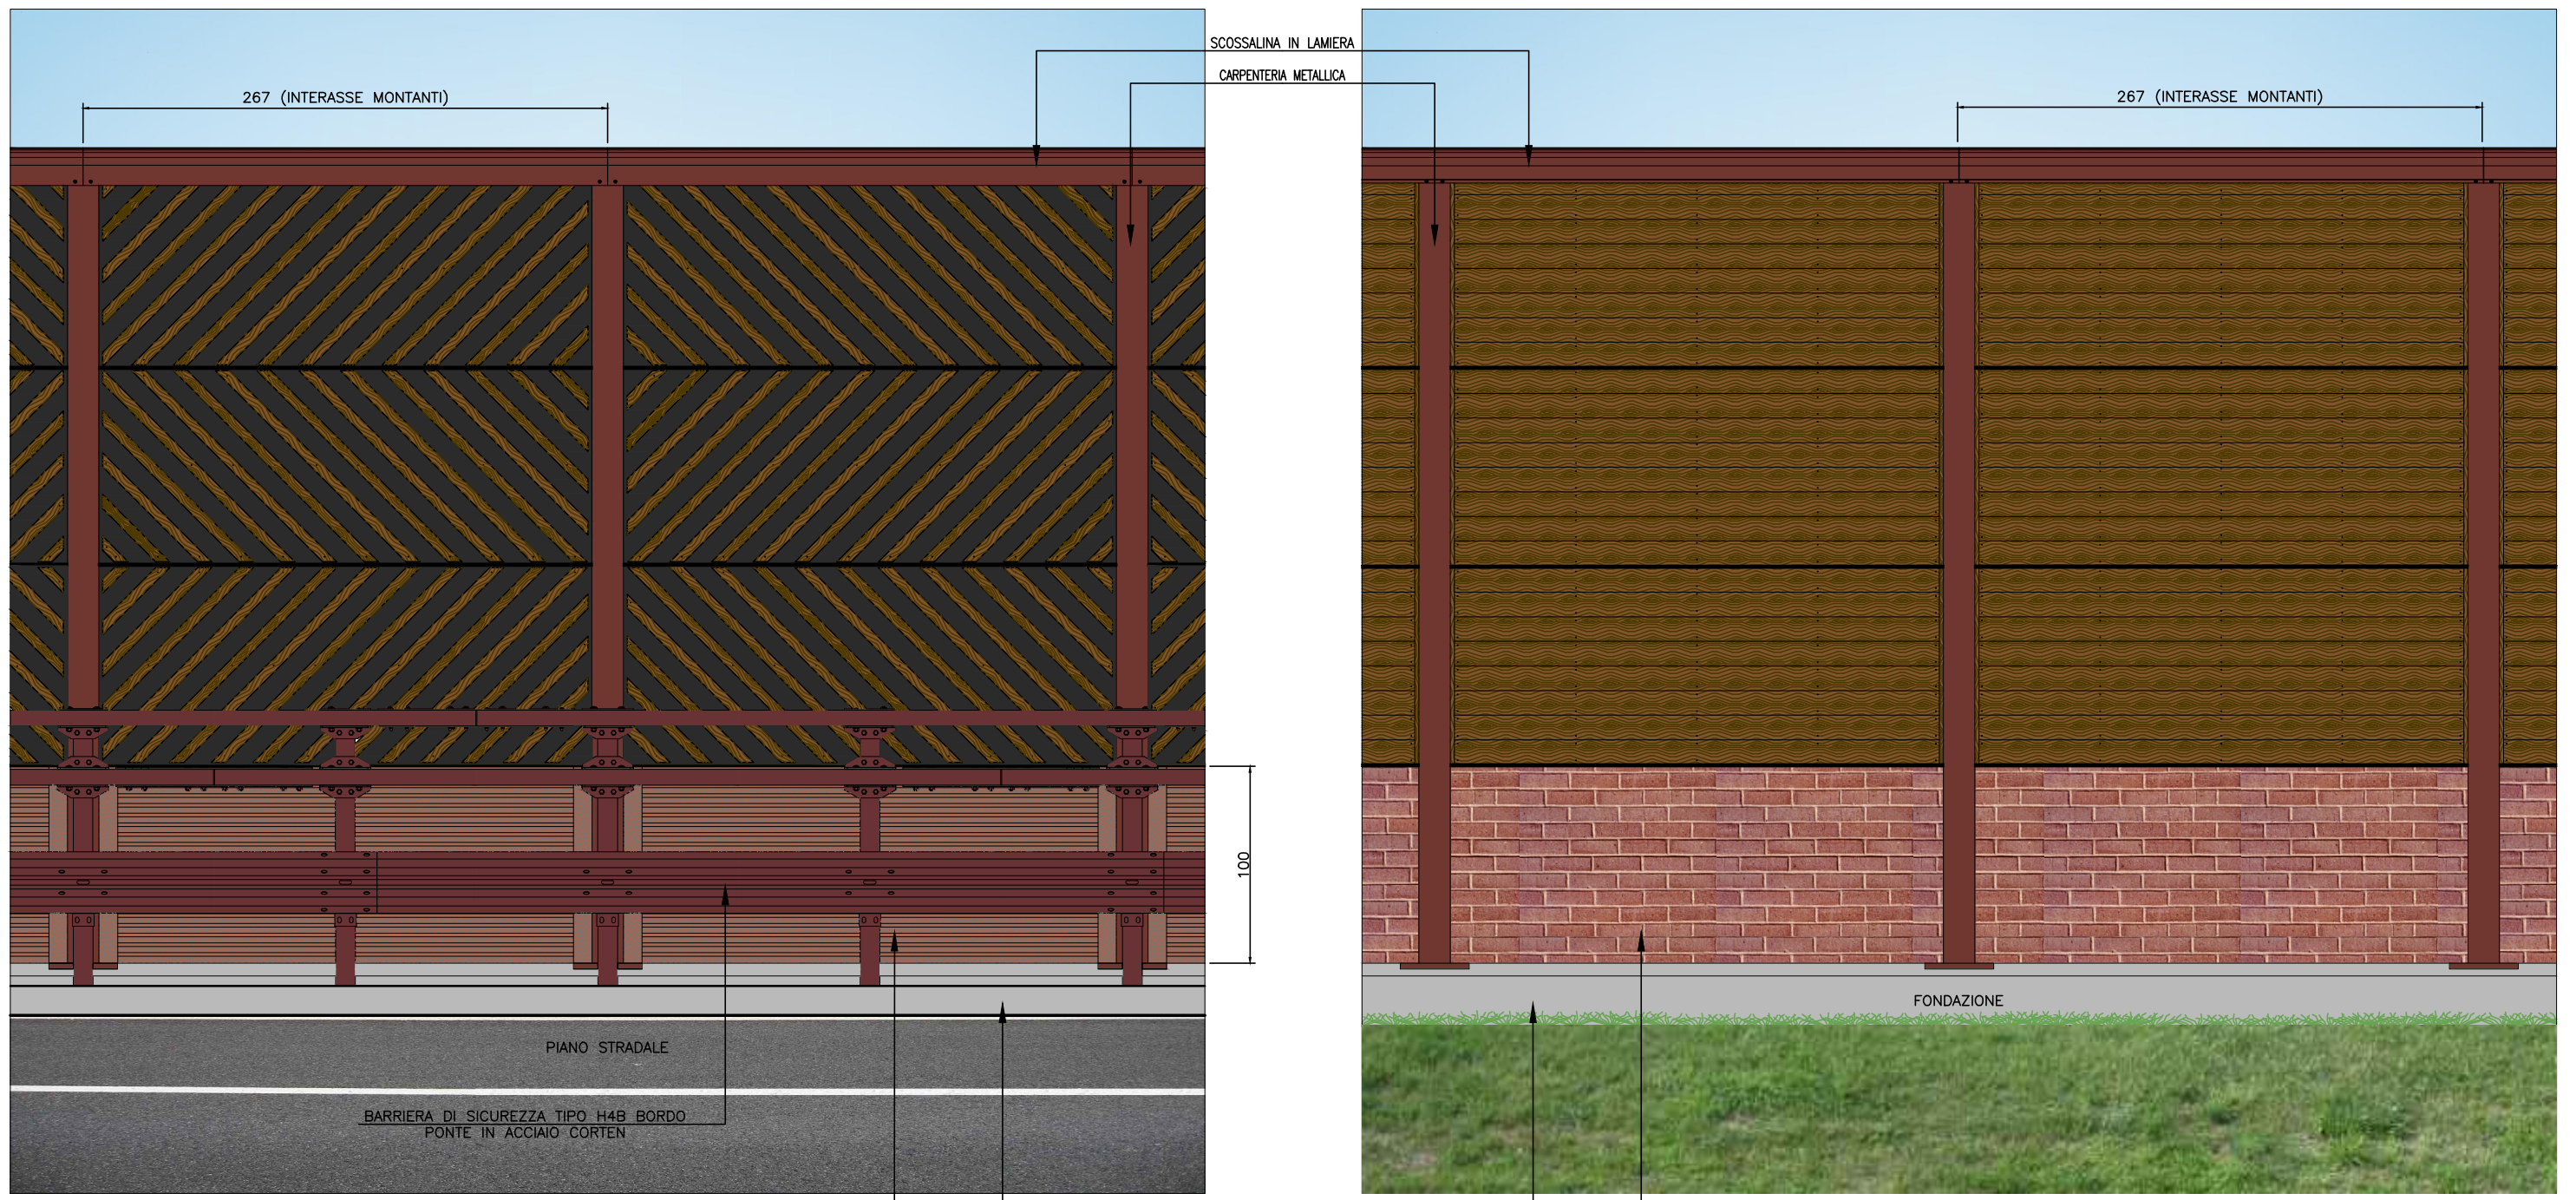 SCOSSALINA IN LAMIERA
CARPENTERIA METALLICA
267 (INTERASSE MONTANTI)
267 (INTERASSE MONTANTI)
100
FONDAZIONE
PIANO STRADALE
BARRIERA DI SICUREZZA TIPO H4B BORDO
PONTE IN ACCIAIO CORTEN